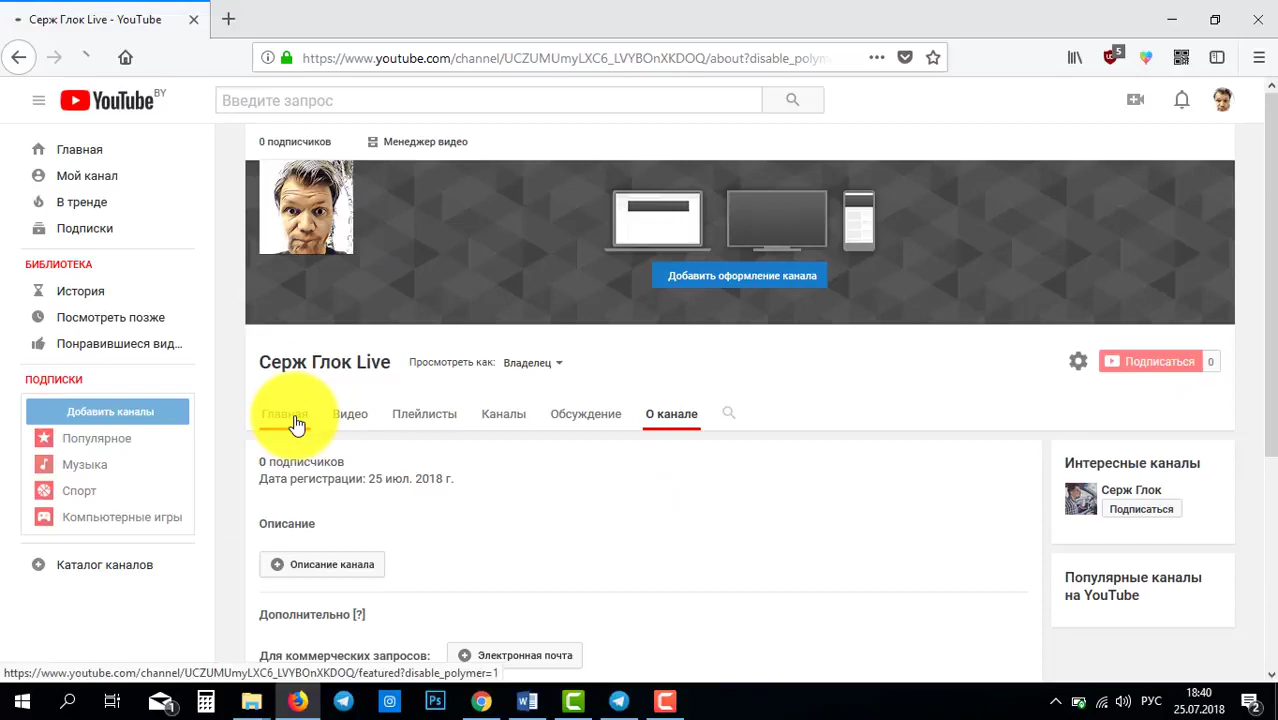 Серж Глок Live - YouTube
https://www.youtube.com/channel/UCZUMUmyLXC6_LVYBOnXKDOQ/about?disable_polym
5
YouTube BY
Введите запрос
0 подписчиков
Менеджер видео
Главная
Мой канал
В тренде
Подписки
БИБЛИОТЕКА
История
Посмотреть позже
Понравившиеся вид...
ПОДПИСКИ
Добавить каналы
Популярное
Музыка
Спорт
Компьютерные игры
Каталог каналов
Добавить оформление канала
Серж Глок Live
Просмотреть как: Владелец
Подписаться 0
Главная Видео Плейлисты Каналы Обсуждение О канале
0 подписчиков
Дата регистрации: 25 июл. 2018 г.
Описание
Описание канала
Дополнительно [?]
Для коммерческих запросов: Электронная почта
Интересные каналы
Серж Глок
Подписаться
Популярные каналы
на YouTube
https://www.youtube.com/channel/UCZUMUmyLXC6_LVYBOnXKDOQ/featured?disable_polymer=1
1
Ps
РУС
18:40
25.07.2018
2